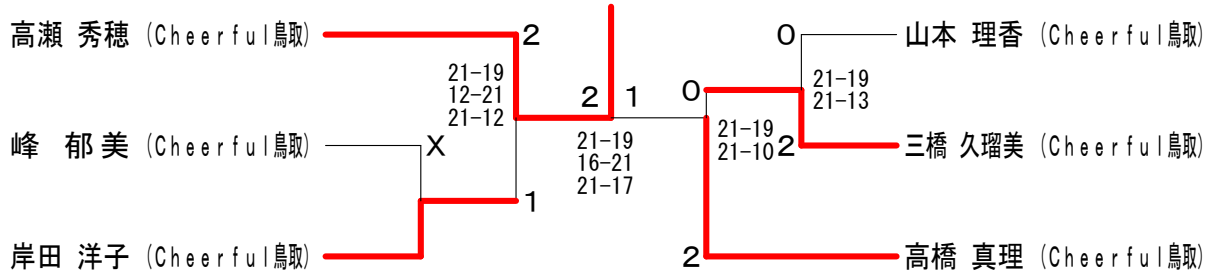 高瀬 秀穂 (Cheerful鳥取)
2
21-19
12-21
21-12
峰 郁美 (Cheerful鳥取)
X
1
岸田 洋子 (Cheerful鳥取)
2
1
21-19
16-21
21-17
0
山本 理香 (Cheerful鳥取)
21-19
21-13
0
21-19
21-10
2
三橋 久瑠美 (Cheerful鳥取)
2
高橋 真理 (Cheerful鳥取)